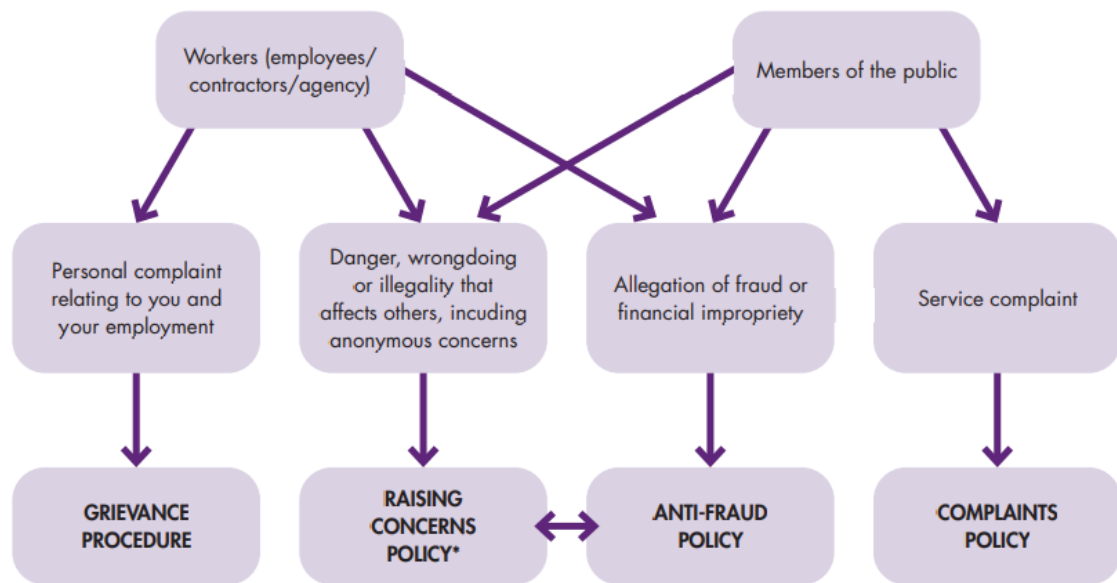 Workers (employees/
contractors/agency)
Members of the public
Personal complaint
relating to you and
your employment
Danger, wrongdoing
or illegality that
affects others, incuding
anonymous concerns
Allegation of fraud or
financial impropriety
Service complaint
GRIEVANCE
PROCEDURE
RAISING
CONCERNS
POLICY*
ANTI-FRAUD
POLICY
COMPLAINTS
POLICY